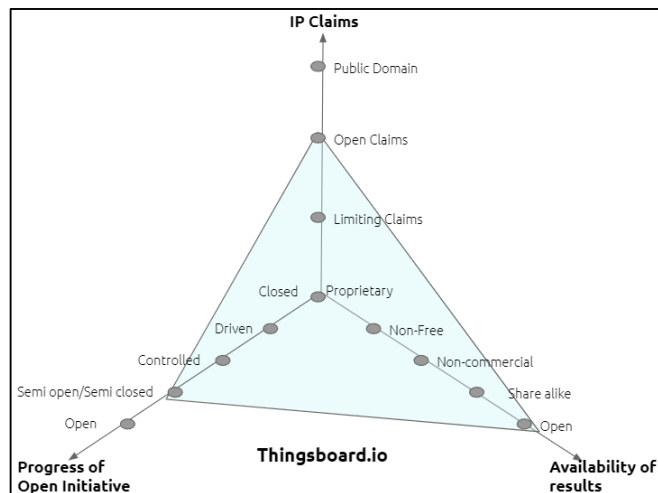 IP Claims
Public Domain
Open Claims
Limiting Claims
Closed
Proprietary
Driven
Non-Free
Controlled
Non-commercial
Semi open/Semi closed
Share alike
Open
Open
Thingsboard.io
Progress of
Open Initiative
Availability of
results